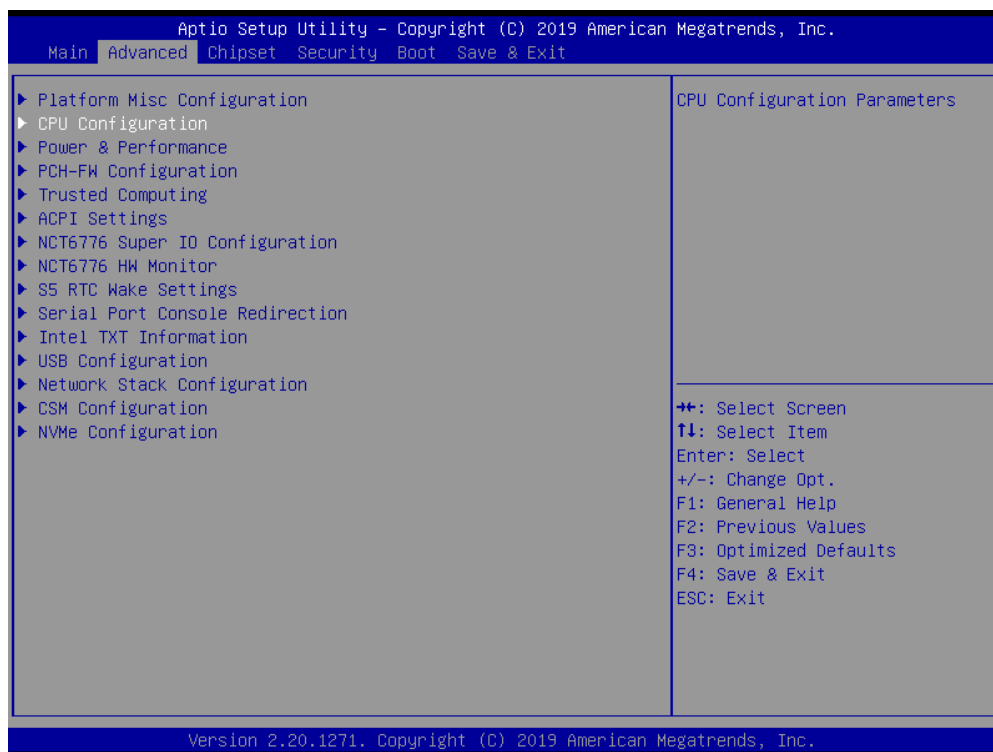 Aptio Setup Utility – Copyright (C) 2019 American Megatrends, Inc.
Main Advanced Chipset Security Boot Save & Exit
Platform Misc Configuration
CPU Configuration
Power & Performance
PCH-FW Configuration
Trusted Computing
ACPI Settings
NCT6776 Super IO Configuration
NCT6776 HW Monitor
S5 RTC Wake Settings
Serial Port Console Redirection
Intel TXT Information
USB Configuration
Network Stack Configuration
CSM Configuration
NVMe Configuration
CPU Configuration Parameters
→←: Select Screen
↑↓: Select Item
Enter: Select
+/-: Change Opt.
F1: General Help
F2: Previous Values
F3: Optimized Defaults
F4: Save & Exit
ESC: Exit
Version 2.20.1271. Copyright (C) 2019 American Megatrends, Inc.